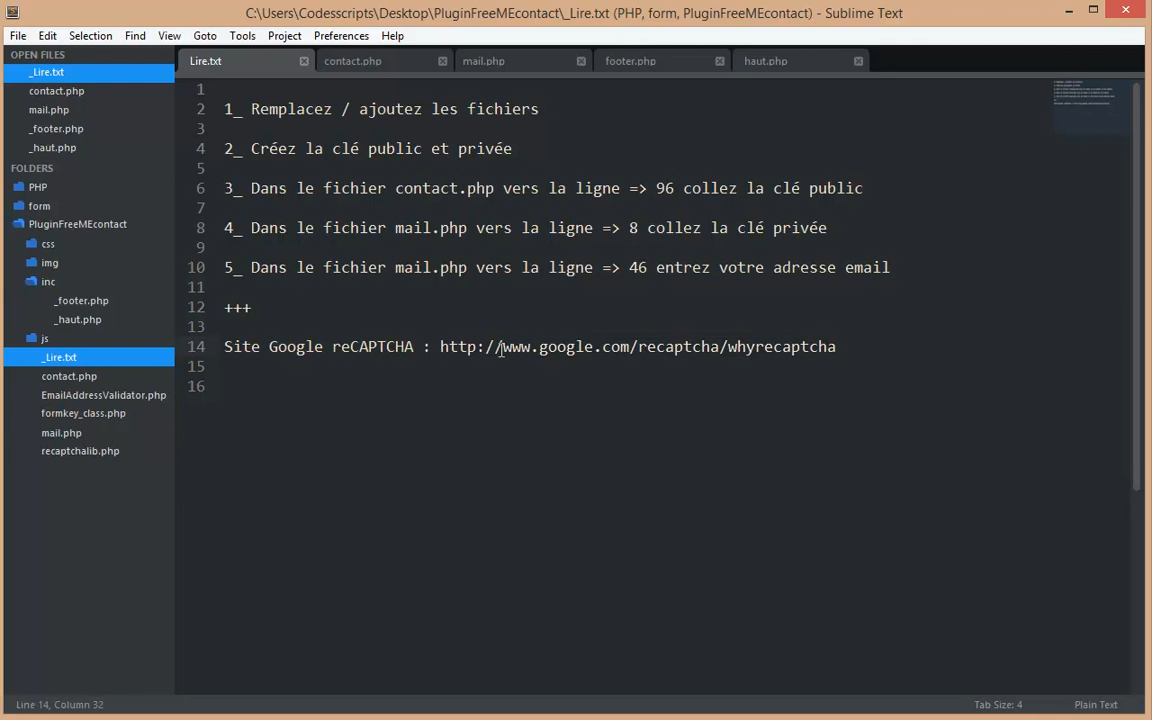 C:\Users\Codesscripts\Desktop\PluginFreeMEcontact\_Lire.txt (PHP, form, PluginFreeMEcontact) - Sublime Text
File Edit Selection Find View Goto Tools Project Preferences Help
OPEN FILES
_Lire.txt
contact.php
mail.php
_footer.php
_haut.php
FOLDERS
PHP
form
PluginFreeMEcontact
css
img
inc
_footer.php
_haut.php
js
_Lire.txt
contact.php
EmailAddressValidator.php
formkey_class.php
mail.php
recaptchalib.php
Lire.txt contact.php mail.php footer.php haut.php
1
2 1_ Remplacez / ajoutez les fichiers
3
4 2_ Créez la clé public et privée
5
6 3_ Dans le fichier contact.php vers la ligne => 96 collez la clé public
7
8 4_ Dans le fichier mail.php vers la ligne => 8 collez la clé privée
9
10 5_ Dans le fichier mail.php vers la ligne => 46 entrez votre adresse email
11
12 +++
13
14 Site Google reCAPTCHA : http://www.google.com/recaptcha/whyrecaptcha
15
16
Line 14, Column 32 Tab Size: 4 Plain Text